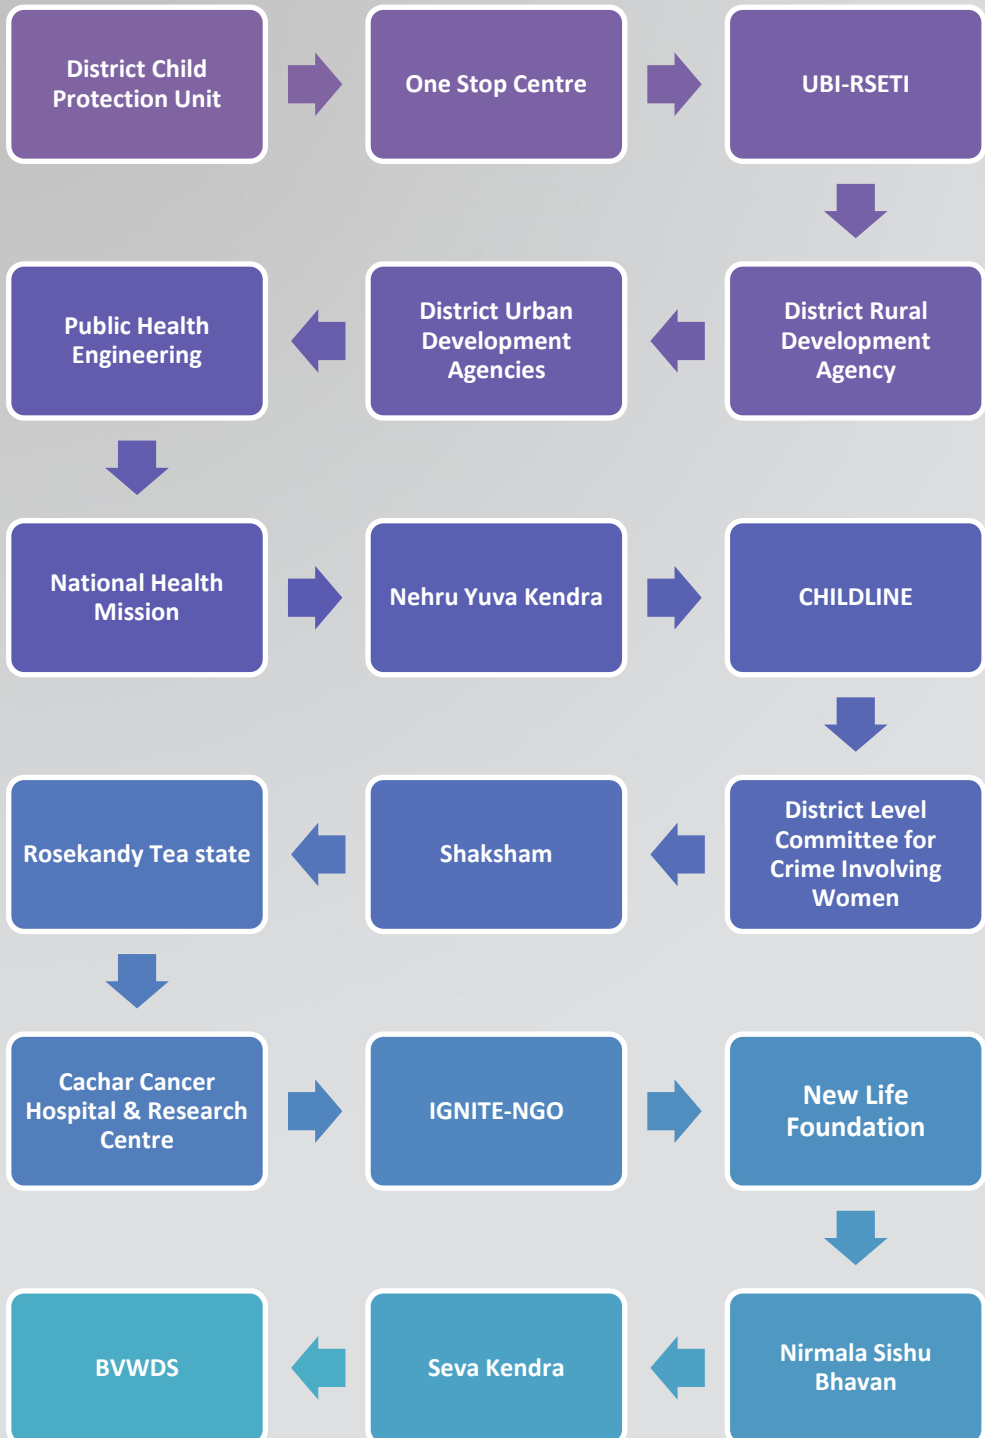 District Child
Protection Unit
One Stop Centre
UBI-RSETI
District Rural
Development
Agency
District Urban
Development
Agencies
Public Health
Engineering
National Health
Mission
Nehru Yuva Kendra
CHILDLINE
District Level
Committee for
Crime Involving
Women
Shaksham
Rosekandy Tea state
Cachar Cancer
Hospital & Research
Centre
IGNITE-NGO
New Life
Foundation
Nirmala Sishu
Bhavan
Seva Kendra
BVWDS